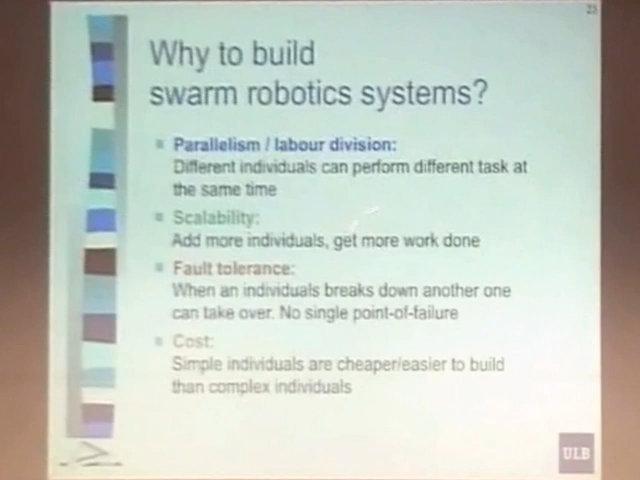 23
Why to build
swarm robotics systems?
Parallelism / labour division:
Different individuals can perform different task at
the same time
Scalability:
Add more individuals, get more work done
Fault tolerance:
When an individuals breaks down another one
can take over. No single point-of-failure
Cost:
Simple individuals are cheaper/easier to build
than complex individuals
ULB